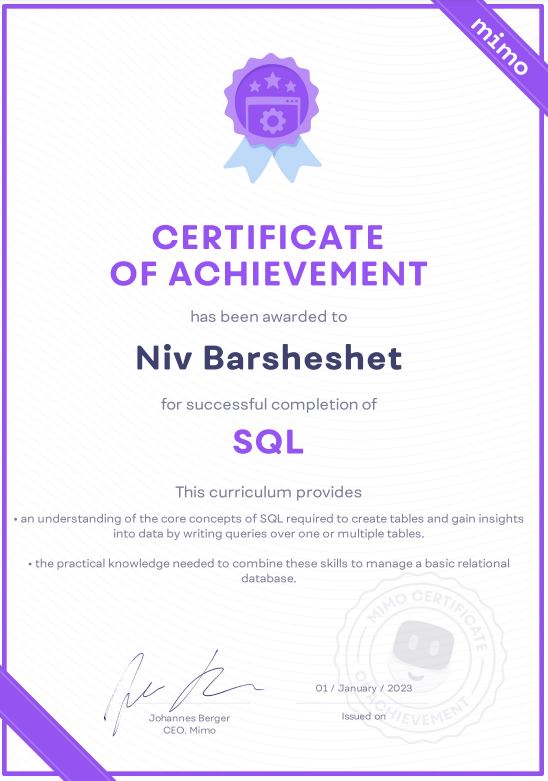 mimo
CERTIFICATE
OF ACHIEVEMENT
has been awarded to
Niv Barsheshet
for successful completion of
SQL
This curriculum provides
• an understanding of the core concepts of SQL required to create tables and gain insights
into data by writing queries over one or multiple tables.
• the practical knowledge needed to combine these skills to manage a basic relational
database.
MIMO CERTIFICATE
OF ACHIEVEMENT
01 / January / 2023
Johannes Berger
Issued on
CEO, Mimo